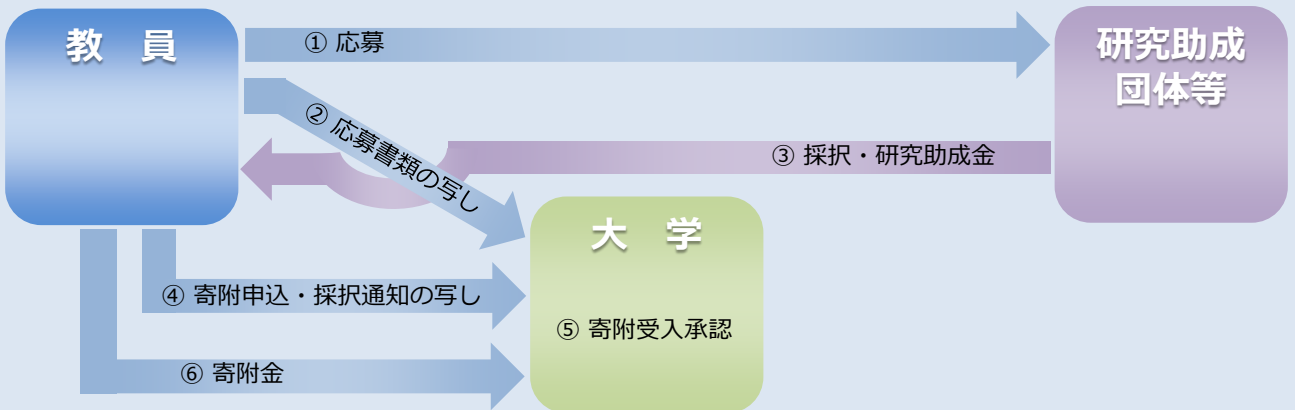 教　員
① 応募
研究助成
団体等
② 応募書類の写し
③ 採択・研究助成金
大　学
④ 寄附申込・採択通知の写し
⑤ 寄附受入承認
⑥ 寄附金